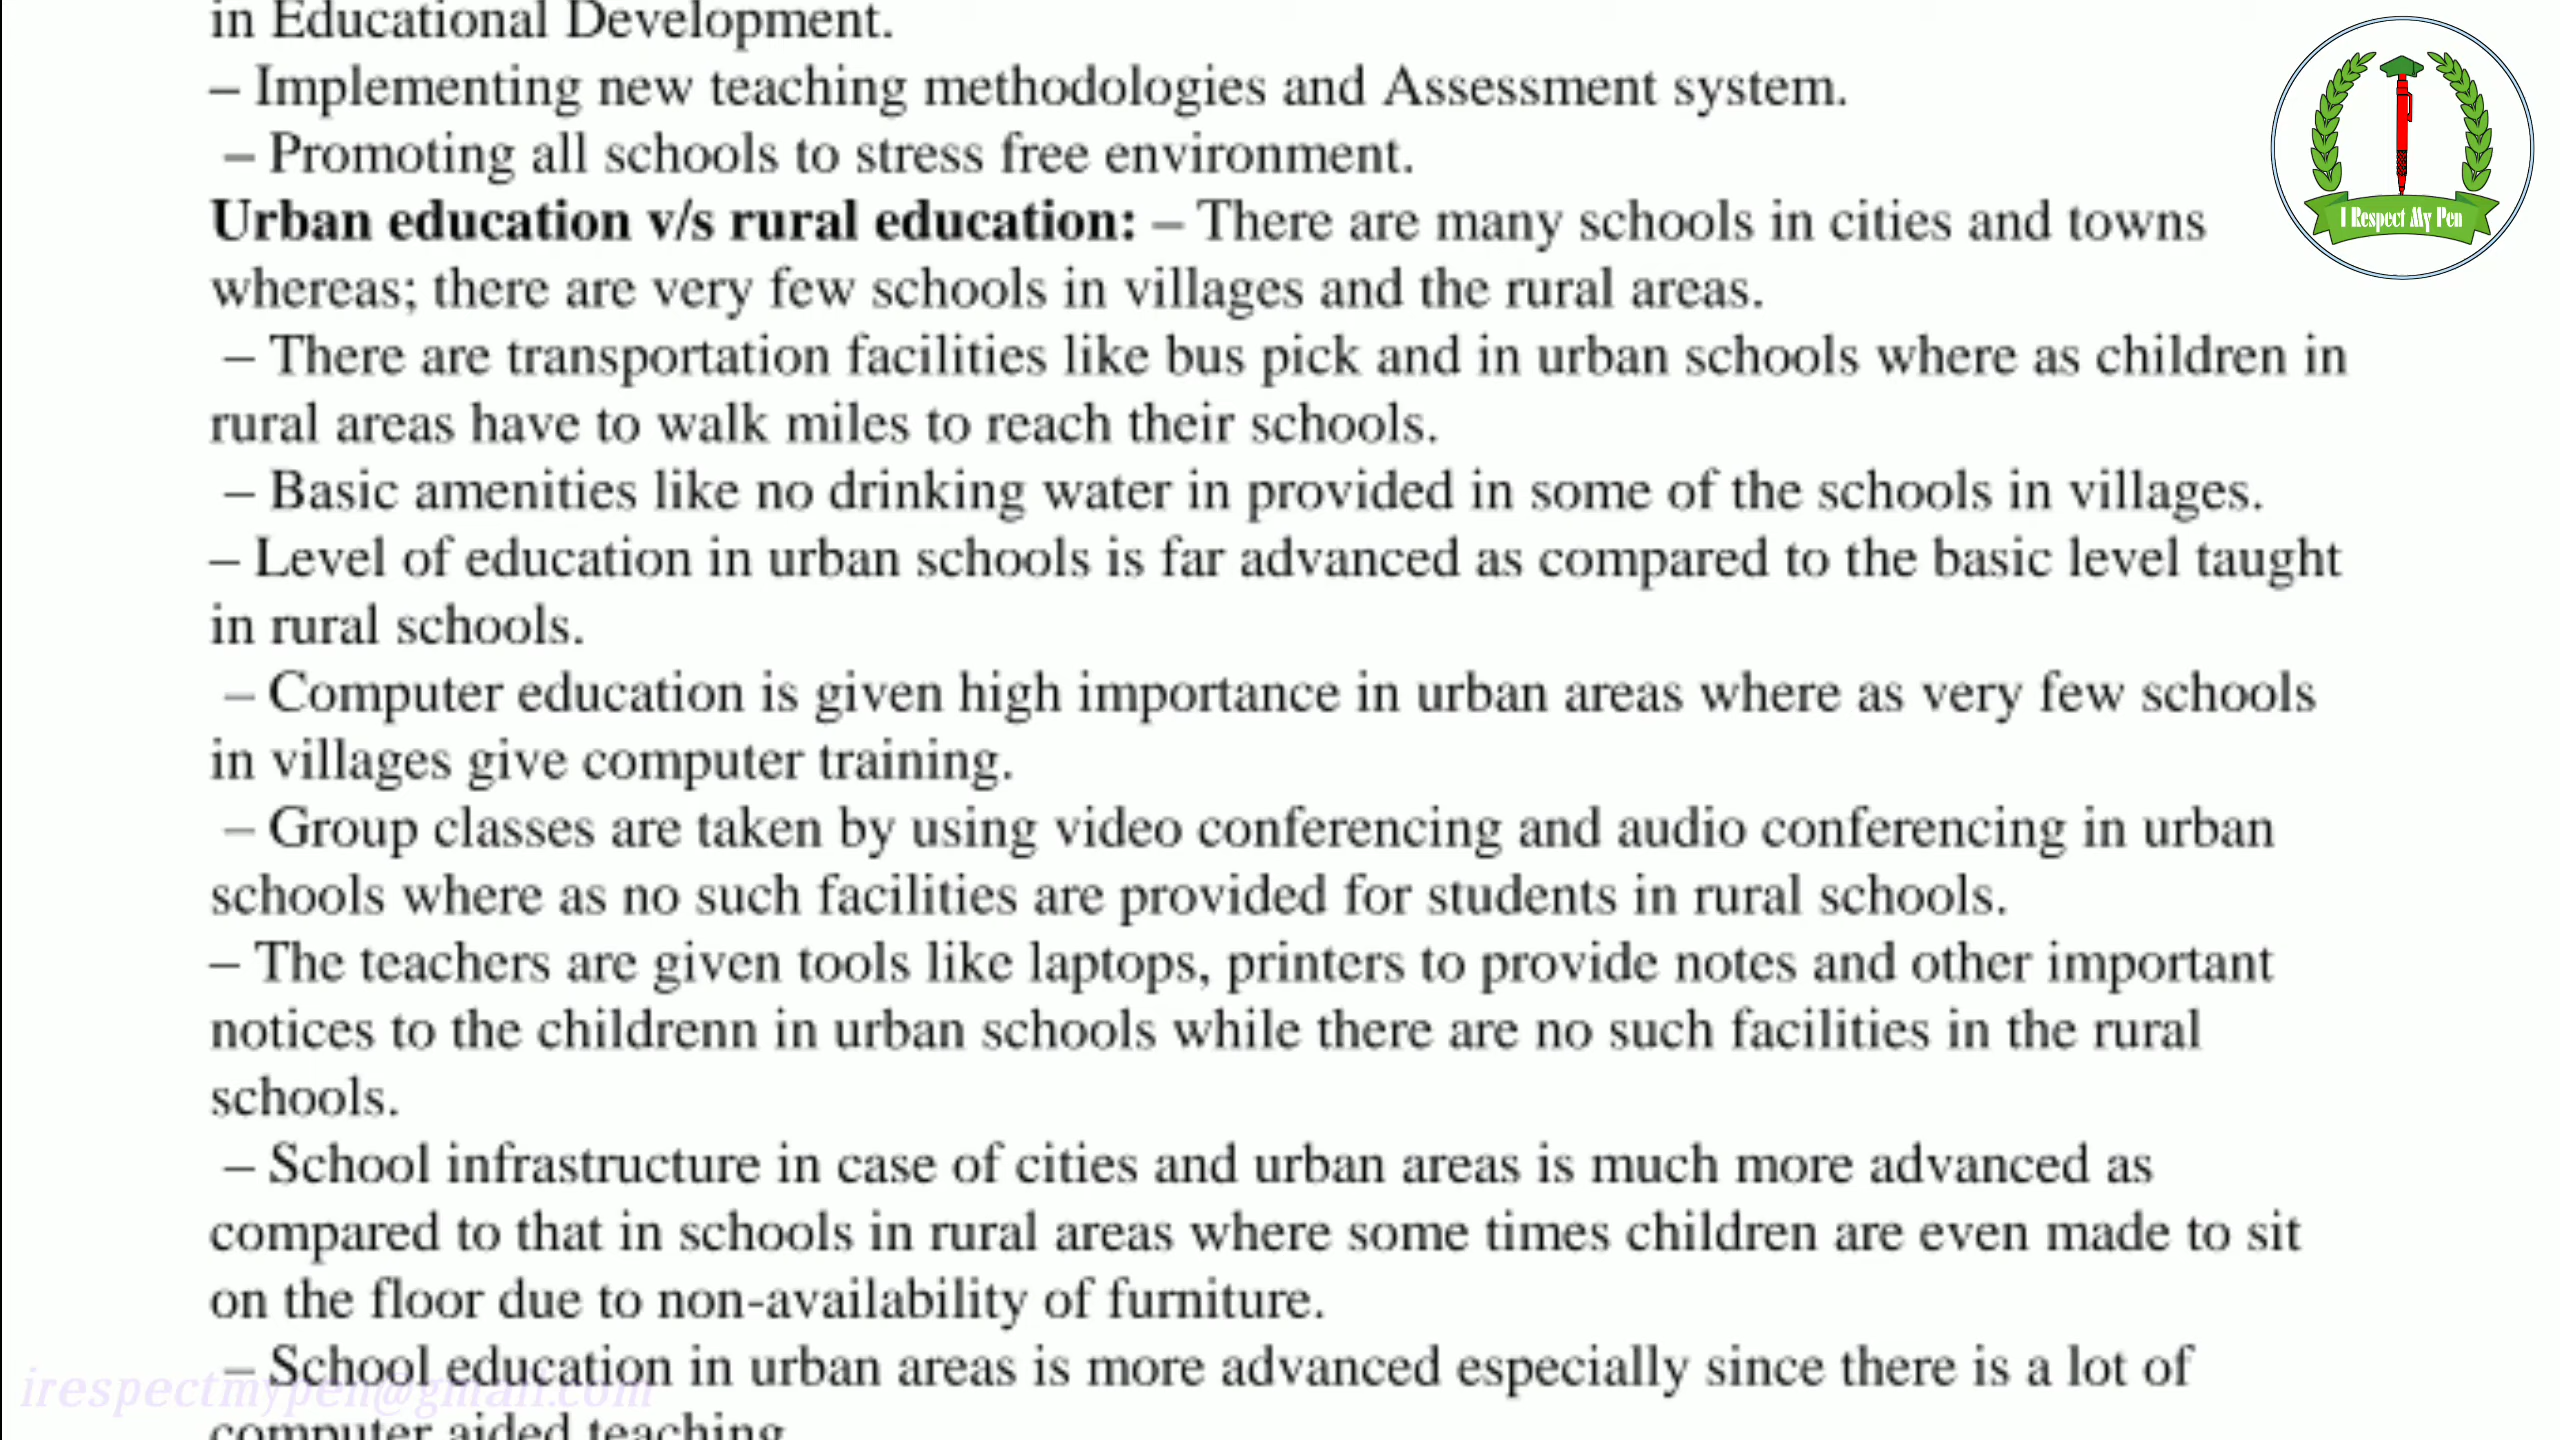 in Educational Development.
– Implementing new teaching methodologies and Assessment system.
– Promoting all schools to stress free environment.
Urban education v/s rural education: – There are many schools in cities and towns
whereas; there are very few schools in villages and the rural areas.
– There are transportation facilities like bus pick and in urban schools where as children in
rural areas have to walk miles to reach their schools.
– Basic amenities like no drinking water in provided in some of the schools in villages.
– Level of education in urban schools is far advanced as compared to the basic level taught
in rural schools.
– Computer education is given high importance in urban areas where as very few schools
in villages give computer training.
– Group classes are taken by using video conferencing and audio conferencing in urban
schools where as no such facilities are provided for students in rural schools.
– The teachers are given tools like laptops, printers to provide notes and other important
notices to the childrenn in urban schools while there are no such facilities in the rural
schools.
– School infrastructure in case of cities and urban areas is much more advanced as
compared to that in schools in rural areas where some times children are even made to sit
on the floor due to non-availability of furniture.
– School education in urban areas is more advanced especially since there is a lot of
computer aided teaching
I Respect My Pen
irespectmypen@gmail.com